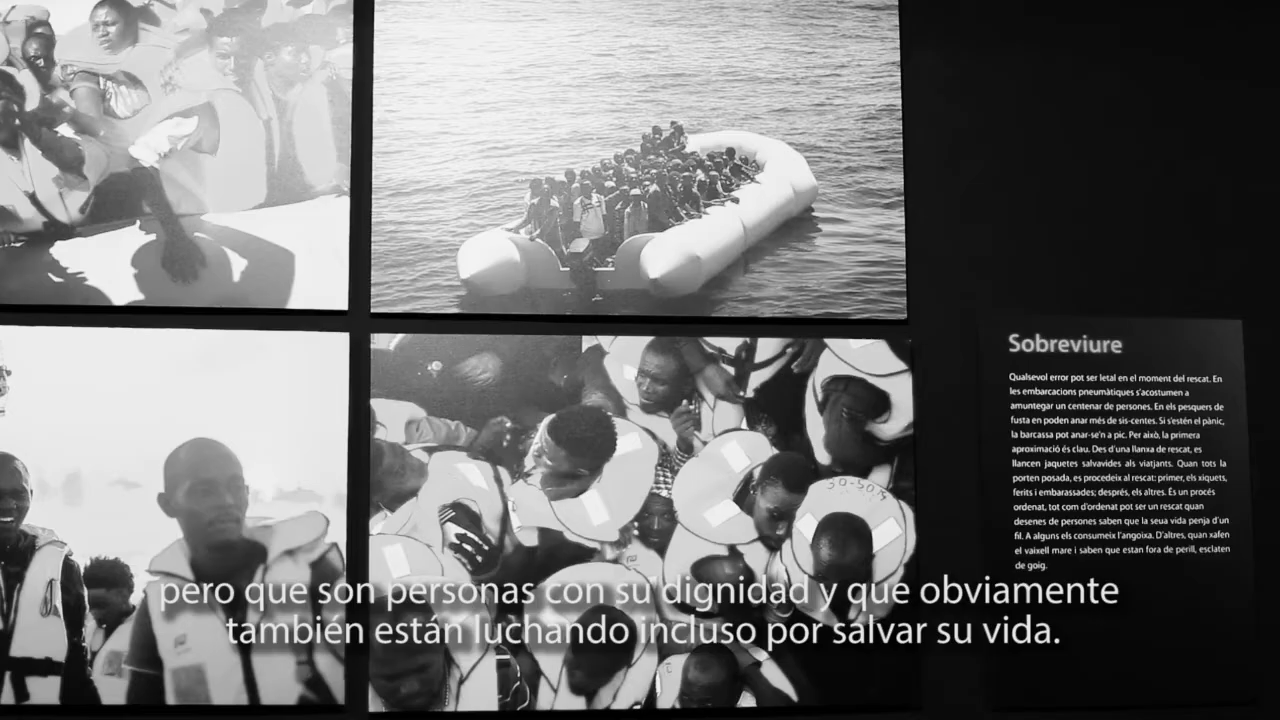 Sobreviure
Qualsevol error pot ser letal en el moment del rescat. En
les embarcacions pneumàtiques s'acostumen a
amuntegar un centenar de persones. En els pesquers de
fusta en poden anar més de sis-centes. Si s'estén el pànic,
la barcassa pot anar-se'n a pic. Per això, la primera
aproximació és clau. Des d'una llanxa de rescat, es
llancen jaquetes salvavides als viatjants. Quan tots la
porten posada, es procedeix al rescat: primer, els xiquets,
ferits i embarassades; després, els altres. És un procés
ordenat, tot com d'ordenat pot ser un rescat quan
desenes de persones saben que la seua vida penja d'un
fil. A alguns els consumeix l'angoixa. D'altres, quan xafen
el vaixell mare i saben que estan fora de perill, esclaten
de goig.
30-50 N
pero que son personas con su dignidad y que obviamente
también están luchando incluso por salvar su vida.